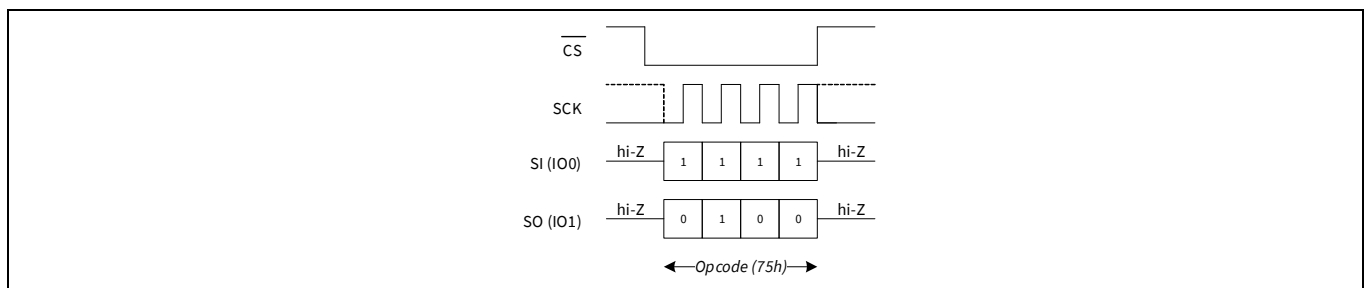 CS
SCK
hi-Z 1 1 1 1 hi-Z
SI (IO0)
hi-Z 0 1 0 0 hi-Z
SO (IO1)
Opcode (75h)